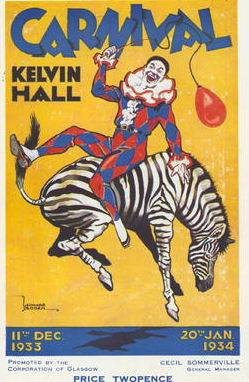 CARNIVAL
KELVIN
HALL
11TH DEC. 20TH JAN.
1933 1934
PROMOTED BY THE CECIL SOMERVILLE
CORPORATION OF GLASGOW GENERAL MANAGER
PRICE TWOPENCE